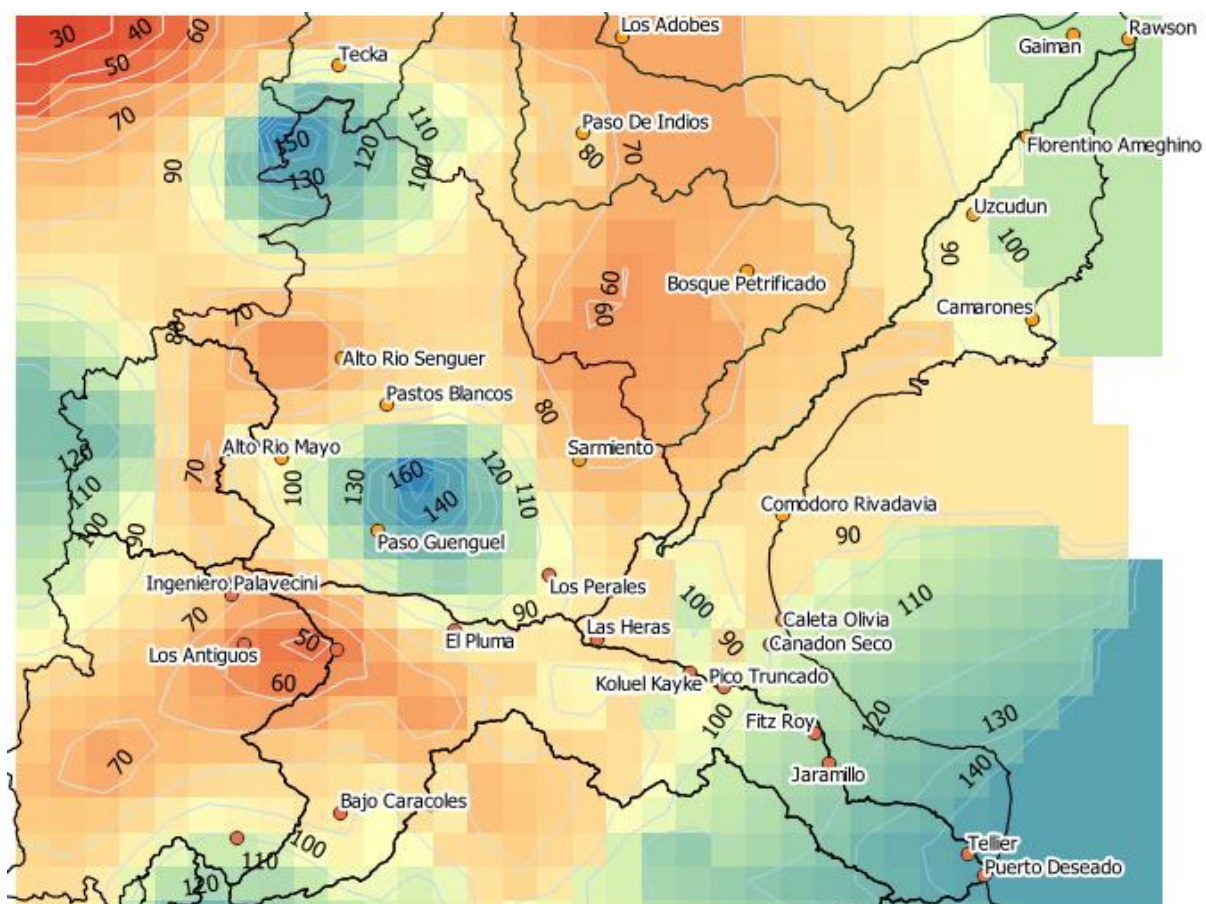 30
40
60
50
70
Tecka
Los Adobes
Gaiman
Rawson
110
150
120
100
130
90
Paso De Indios
80
70
Florentino Ameghino
Uzcudun
90
100
60
60
Bosque Petrificado
Camarones
70
80
Alto Rio Senguer
Pastos Blancos
80
Alto Rio Mayo
Sarmiento
120
110
100
90
70
100
130
160
140
120
110
Paso Guenguel
Comodoro Rivadavia
90
Ingeniero Palavecini
Los Perales
70
90
100
110
El Pluma
Las Heras
90
Caleta Olivia
Los Antiguos
50
Canadon Seco
60
Koluel Kayke
Pico Truncado
100
Fitz Roy
120
130
70
Jaramillo
140
Bajo Caracoles
100
110
120
Tellier
Puerto Deseado